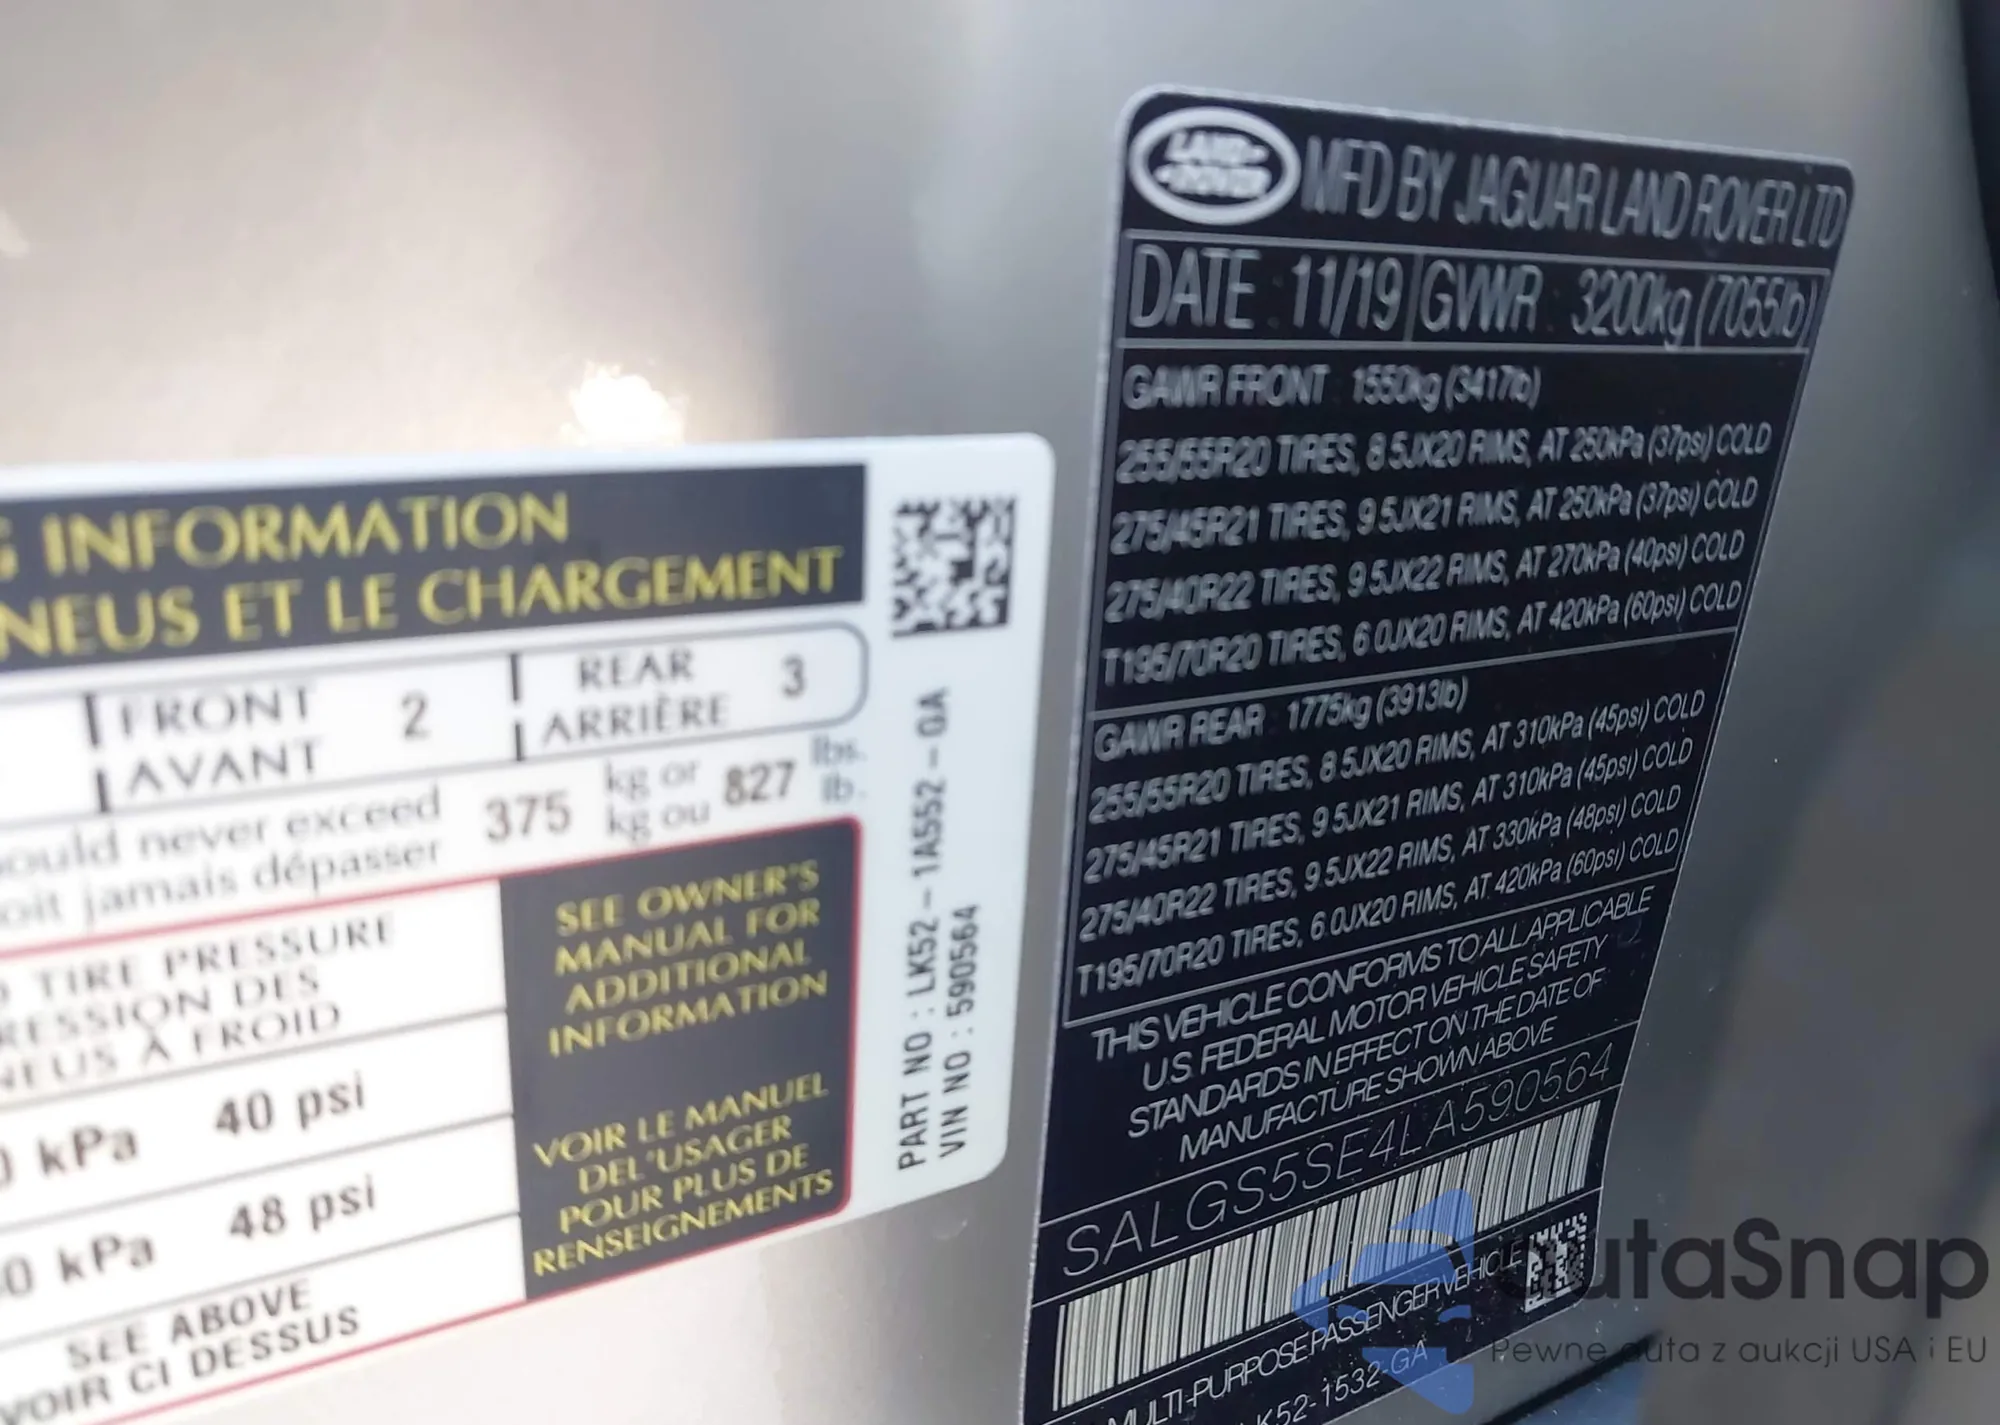 INFORMATION
NEUS ET LE CHARGEMENT
FRONT 2 REAR 3
AVANT ARRIÈRE
never exceed 375 kg or 827 lbs.
jamais dépasser kg ou lb.
TIRE PRESSURE
DES
À FROID
kPa 40 psi
kPa 48 psi
SEE ABOVE
VOIR CI DESSUS
SEE OWNER'S
MANUAL FOR
ADDITIONAL
INFORMATION
VOIR LE MANUEL
DEL'USAGER
POUR PLUS DE
RENSEIGNEMENTS
PART NO : LK52-1A552-GA
VIN NO : 590564
LAND-
-ROVER
MFD BY JAGUAR LAND ROVER LTD
DATE : 11/19 GVWR : 3200kg (7055lb)
GAWR FRONT : 1550kg (3417lb)
255/55R20 TIRES, 8.5JX20 RIMS, AT 250kPa (37psi) COLD
275/45R21 TIRES, 9.5JX21 RIMS, AT 250kPa (37psi) COLD
275/40R22 TIRES, 9.5JX22 RIMS, AT 270kPa (40psi) COLD
T195/70R20 TIRES, 6.0JX20 RIMS, AT 420kPa (60psi) COLD
GAWR REAR : 1775kg (3913lb)
255/55R20 TIRES, 8.5JX20 RIMS, AT 310kPa (45psi) COLD
275/45R21 TIRES, 9.5JX21 RIMS, AT 310kPa (45psi) COLD
275/40R22 TIRES, 9.5JX22 RIMS, AT 330kPa (48psi) COLD
T195/70R20 TIRES, 6.0JX20 RIMS, AT 420kPa (60psi) COLD
THIS VEHICLE CONFORMS TO ALL APPLICABLE
U.S. FEDERAL MOTOR VEHICLE SAFETY
STANDARDS IN EFFECT ON THE DATE OF
MANUFACTURE SHOWN ABOVE
SALGS5SE4LA590564
MULTI-PURPOSE PASSENGER VEHICLE
LK52-1532-GA
autaSnap
Pewne auta z aukcji USA i EU